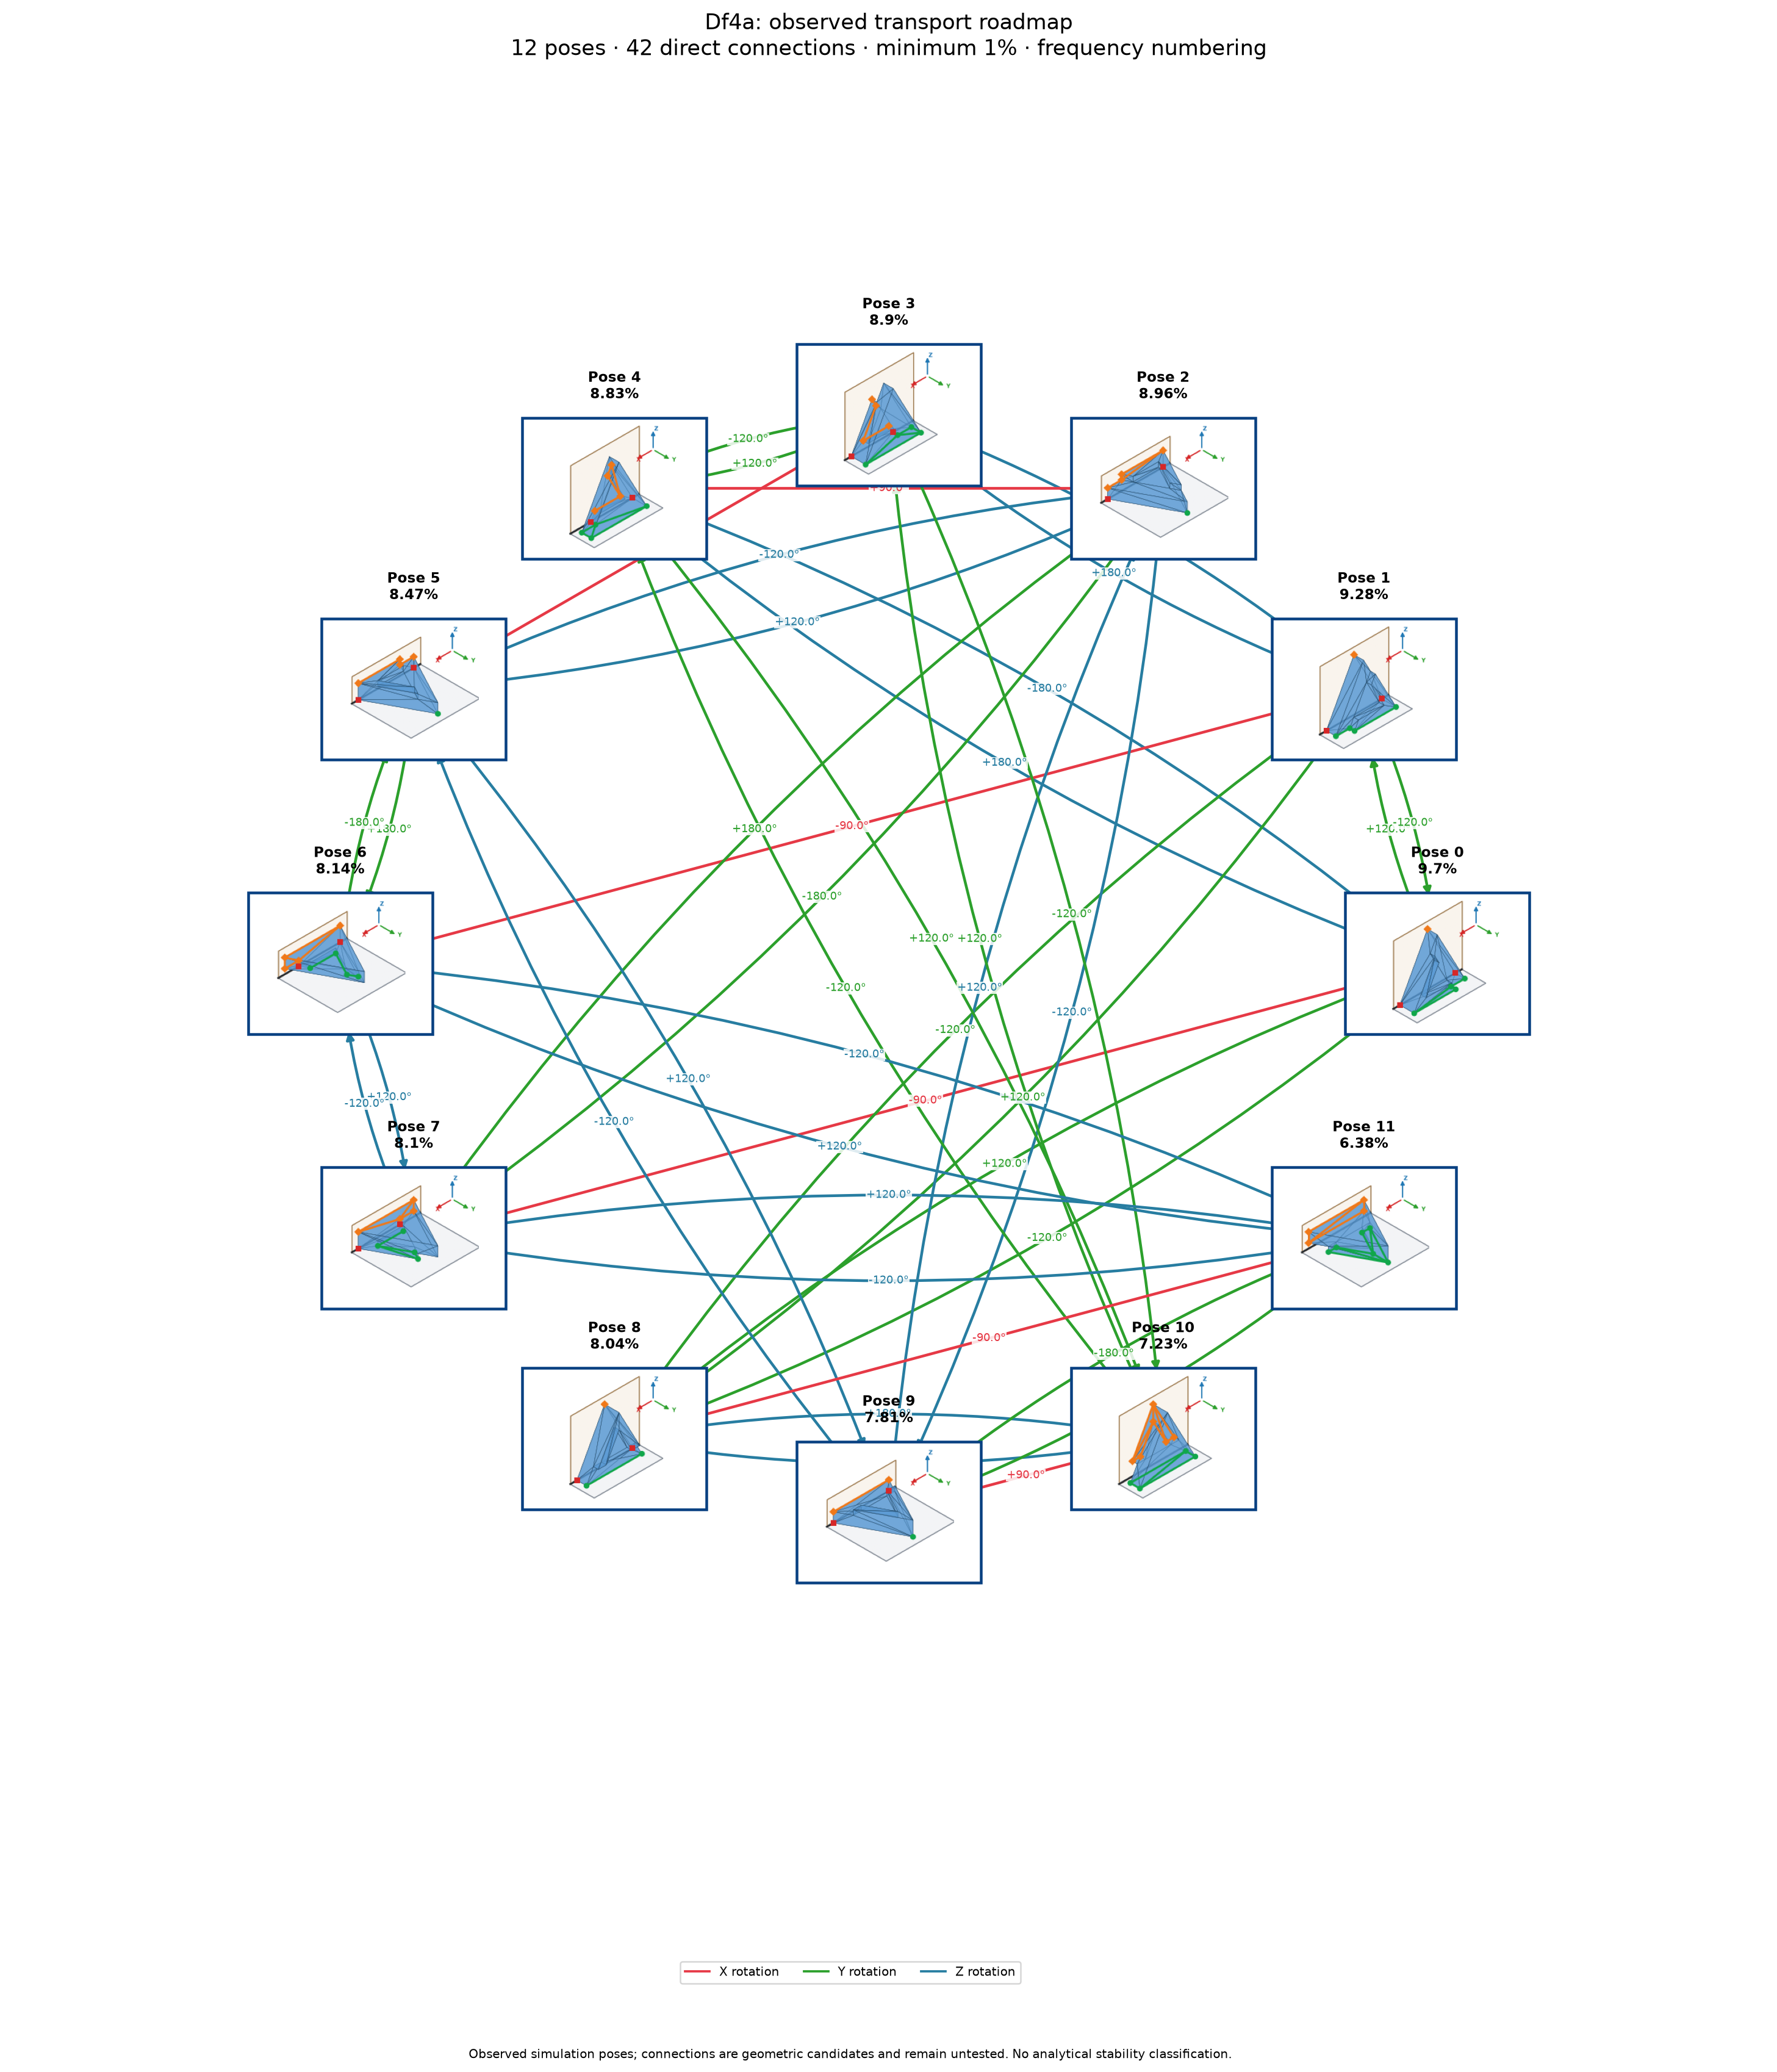 Df4a: observed transport roadmap
12 poses · 42 direct connections · minimum 1% · frequency numbering
Pose 3
8.9%
Pose 4
8.83%
Pose 2
8.96%
-120.0°
+120.0°
+90.0°
-120.0°
+180.0°
Pose 5
8.47%
Pose 1
9.28%
+120.0°
-180.0°
+180.0°
-180.0°
+180.0°
+180.0°
-90.0°
+120.0°
-120.0°
Pose 6
8.14%
Pose 0
9.7%
-180.0°
-120.0°
+120.0°
+120.0°
-120.0°
+120.0°
-120.0°
-120.0°
-120.0°
+120.0°
-120.0°
+120.0°
-90.0°
+120.0°
-120.0°
Pose 7
8.1%
Pose 11
6.38%
+120.0°
+120.0°
+120.0°
-120.0°
-120.0°
Pose 8
8.04%
Pose 10
7.23%
-90.0°
-180.0°
Pose 9
7.81%
+90.0°
X rotation
Y rotation
Z rotation
Observed simulation poses; connections are geometric candidates and remain untested. No analytical stability classification.